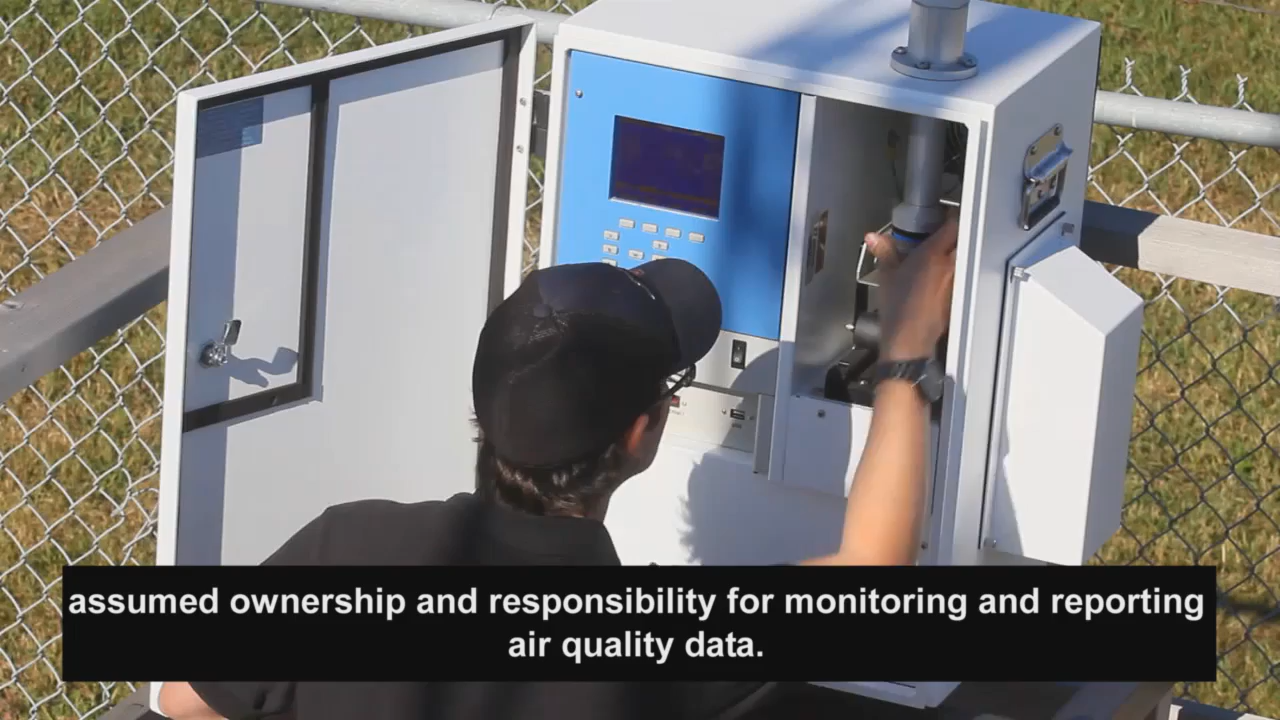 assumed ownership and responsibility for monitoring and reporting
air quality data.